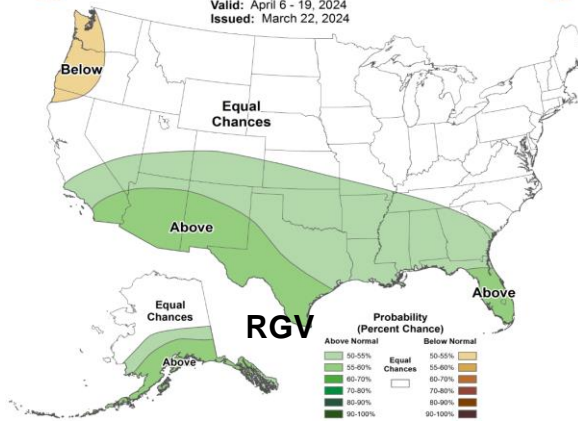 Valid: April 6 - 19, 2024
Issued: March 22, 2024
Below
Equal
Chances
Above
Above
Equal
Chances
Above
RGV
Probability
(Percent Chance)
Above Normal
Below Normal
Equal
Chances
50-55%
55-60%
60-70%
70-80%
80-90%
90-100%
50-55%
55-60%
60-70%
70-80%
80-90%
90-100%